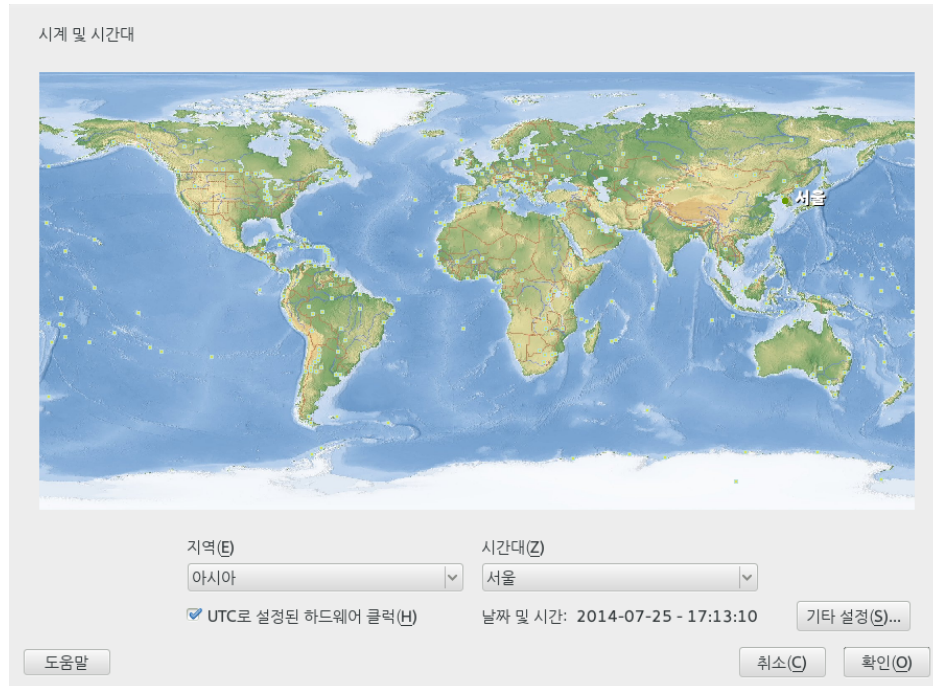 시계 및 시간대
서울
지역(E)
시간대(Z)
아시아
서울
UTC로 설정된 하드웨어 클럭(H)
날짜 및 시간: 2014-07-25 - 17:13:10
기타 설정(S)...
도움말
취소(C)
확인(O)